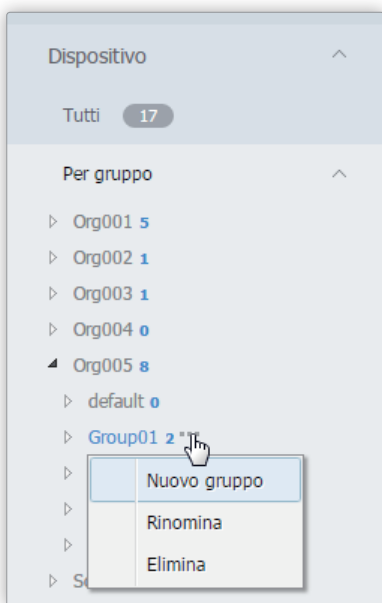 Dispositivo
Tutti 17
Per gruppo
Org001 5
Org002 1
Org003 1
Org004 0
Org005 8
default 0
Group01 2
Nuovo gruppo
Rinomina
Elimina